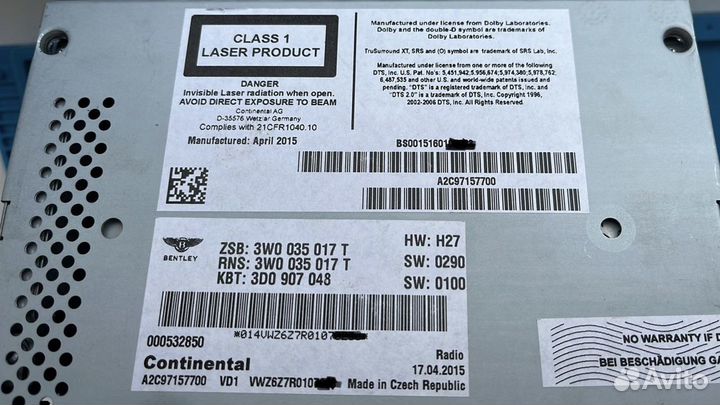 CLASS 1
LASER PRODUCT
DANGER
Invisible Laser radiation when open.
AVOID DIRECT EXPOSURE TO BEAM
Continental AG
D-35576 Wetzlar Germany
Complies with 21CFR1040.10
Manufactured: April 2015
Manufactured under license from Dolby Laboratories.
Dolby and the double-D symbol are trademarks of
Dolby Laboratories.
TruSurround XT, SRS and (O) symbol are trademark of SRS Lab, Inc.
Manufactured under license from one or more of the following
DTS, Inc. U.S. Pat. No's: 5,451,942;5,956,674;5,974,380;5,978,762;
6,487,535 and other U.S. and world-wide patents issued and
pending. "DTS" is a registered trademark of DTS, Inc. and
"DTS 2.0" is a trademark of DTS, Inc. Copyright 1996,
2002-2006 DTS, Inc.
BS00151601
A2C97157700
BENTLEY
ZSB: 3W0 035 017 T
RNS: 3W0 035 017 T
KBT: 3D0 907 048
HW: H27
SW: 0290
SW: 0100
*014VWZ6Z7R0107
000532850
Continental
Radio
17.04.2015
A2C97157700 VD1 VWZ6Z7R0107 Made in Czech Republic
NO WARRANTY IF D
BEI BESCHÄDIGUNG GA
Avito